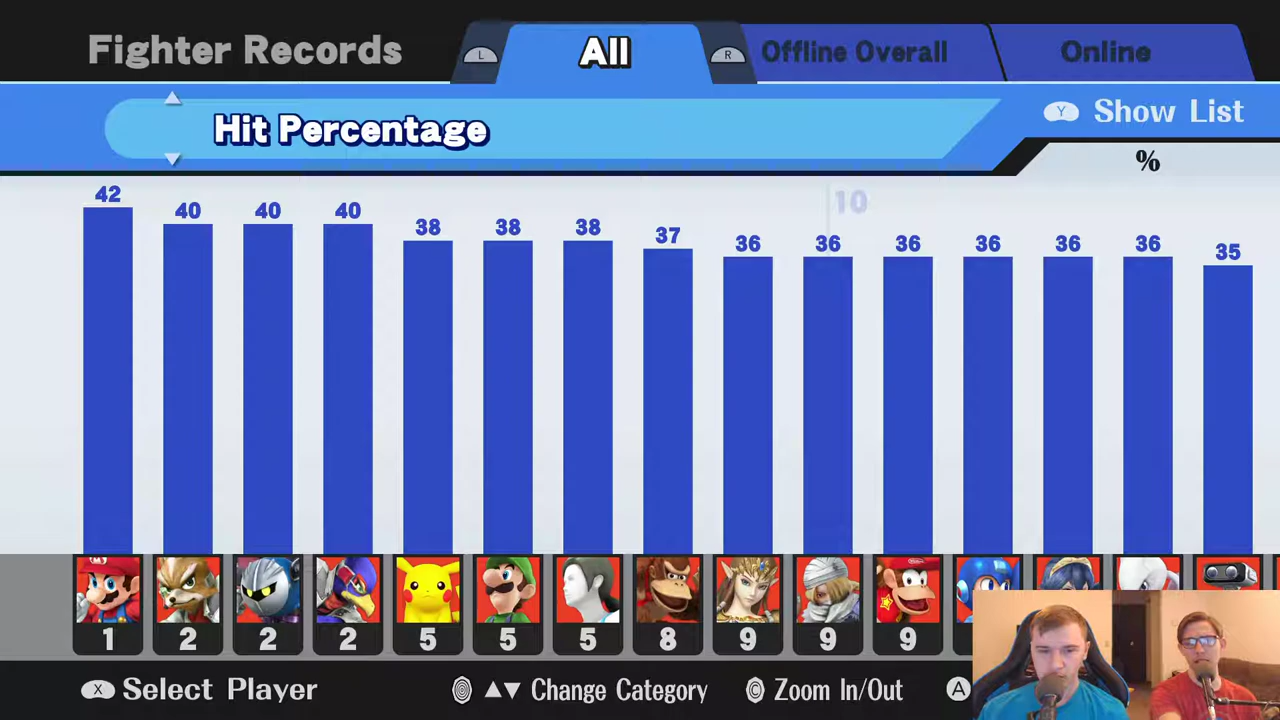 Fighter Records
L
All
R
Offline Overall
Online
Hit Percentage
Y Show List
%
10
42 40 40 40 38 38 38 37 36 36 36 36 36 36 35
M
1 2 2 2 5 5 5 8 9 9 9
X Select Player
Change Category
C Zoom In/Out
A